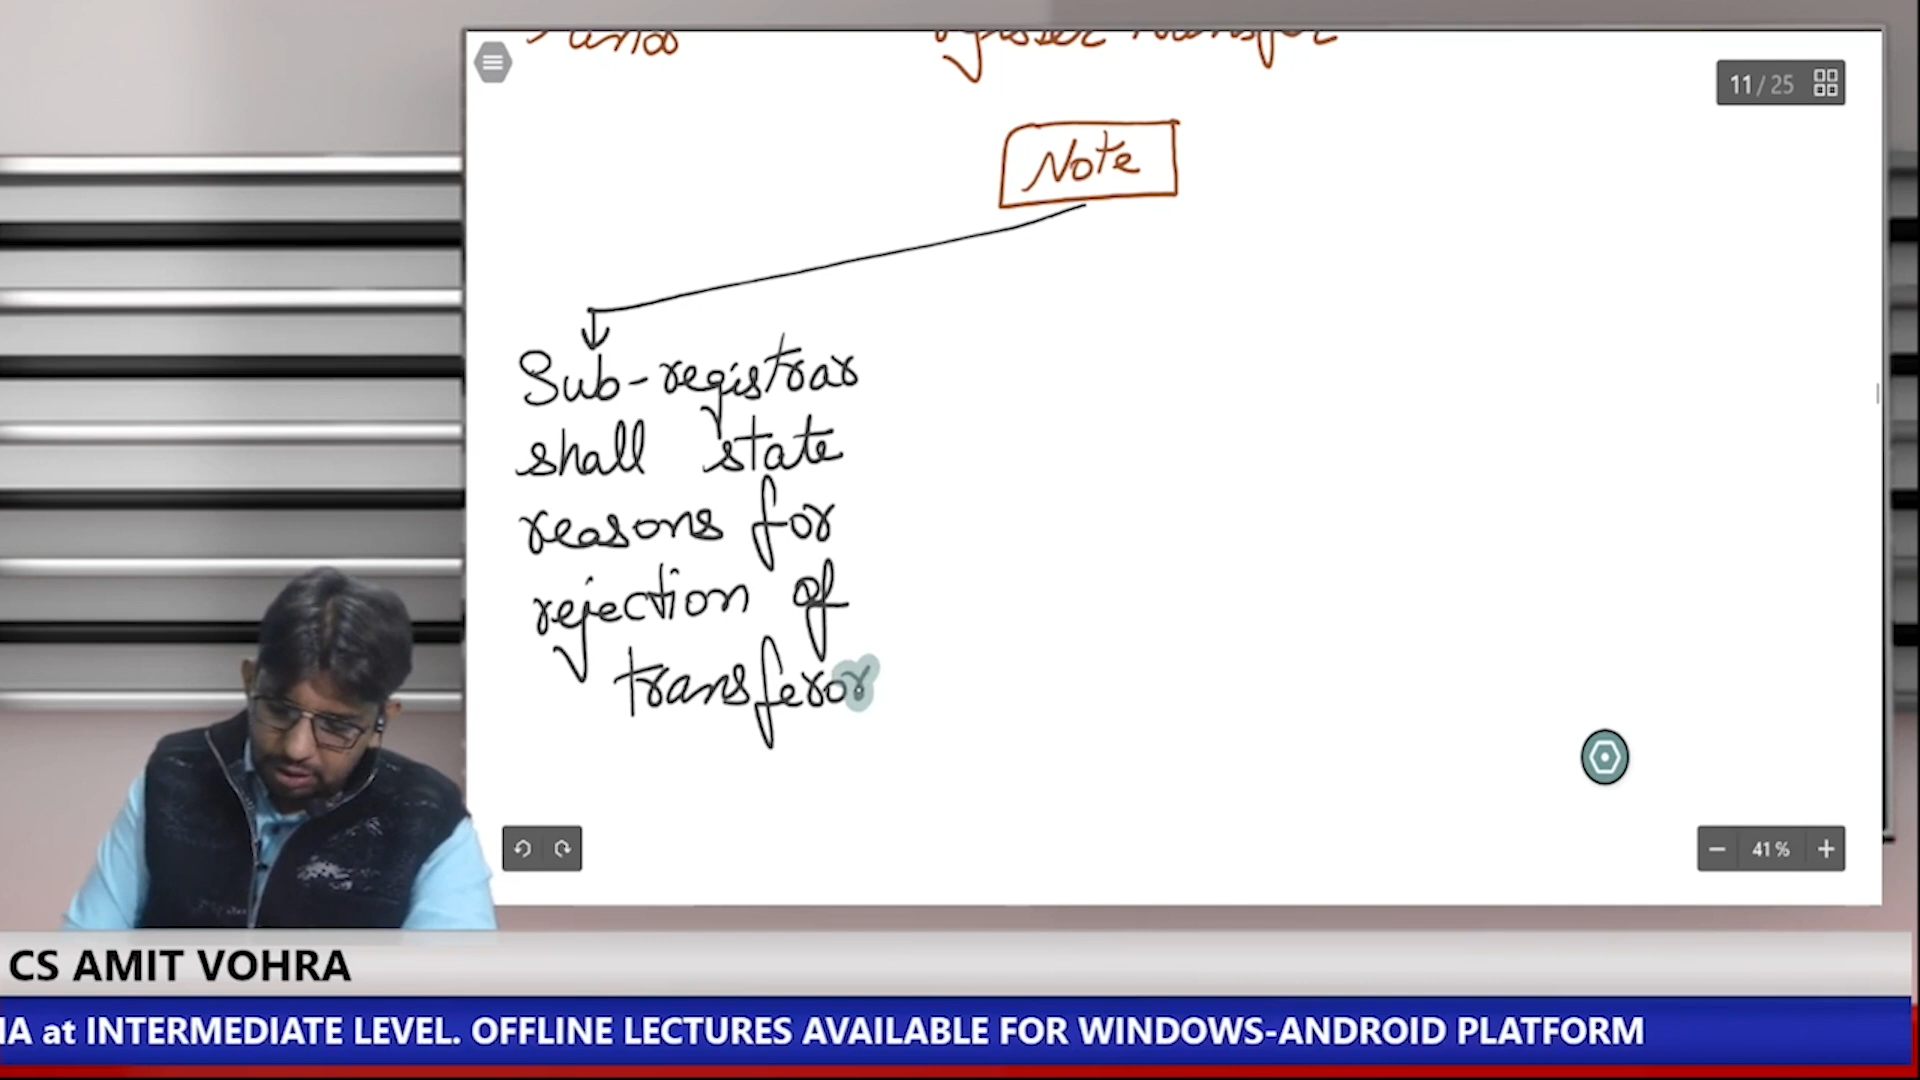 11 / 25
Note
Sub-registrar
shall state
reasons for
rejection of
transferor
41 %
CS AMIT VOHRA
IA at INTERMEDIATE LEVEL. OFFLINE LECTURES AVAILABLE FOR WINDOWS-ANDROID PLATFORM